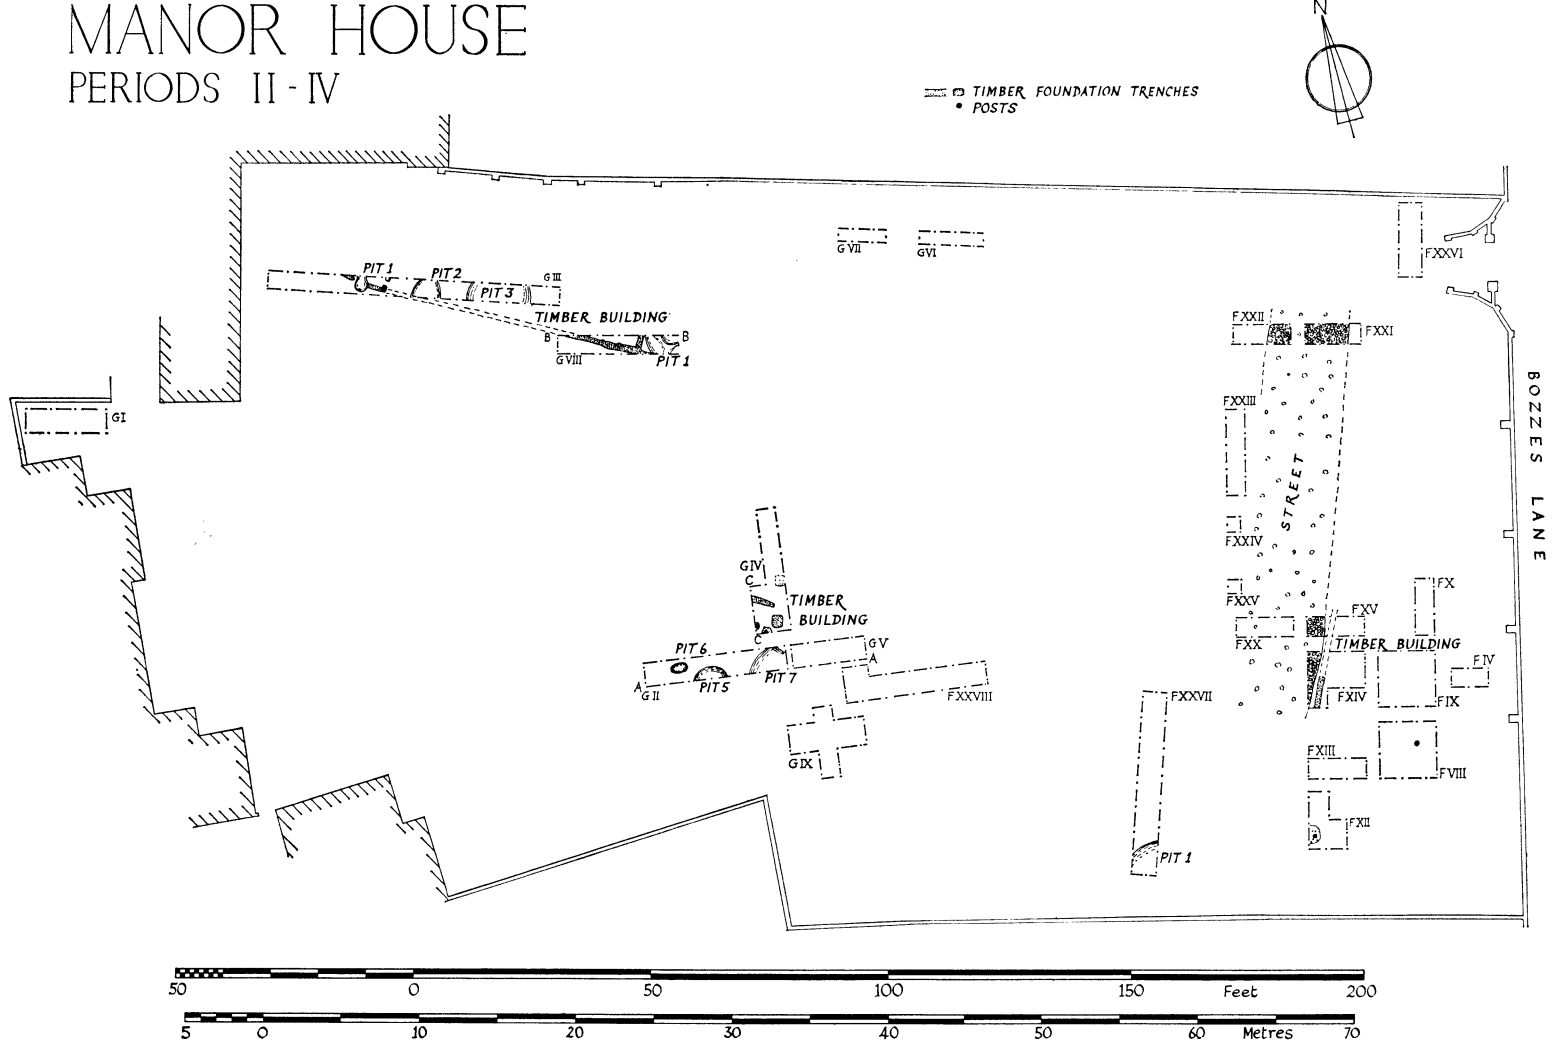 MANOR HOUSE
PERIODS II - IV
N
TIMBER FOUNDATION TRENCHES
POSTS
G VII
GVI
FXXVI
PIT 1
PIT 2
PIT 3
G III
TIMBER BUILDING
B
B
G VIII
PIT 1
FXXII
FXXI
GI
FXXIII
STREET
BOZZES LANE
FXXIV
GIV
C
TIMBER
BUILDING
C
FXXV
FX
FXV
FXX
TIMBER BUILDING
PIT 6
G V
A
A
G II
PIT 5
PIT 7
FXXVIII
FXXVII
FXIV
FIV
FIX
G IX
FXIII
FVIII
FXII
PIT 1
50 0 50 100 150 Feet 200
5 0 10 20 30 40 50 60 Metres 70